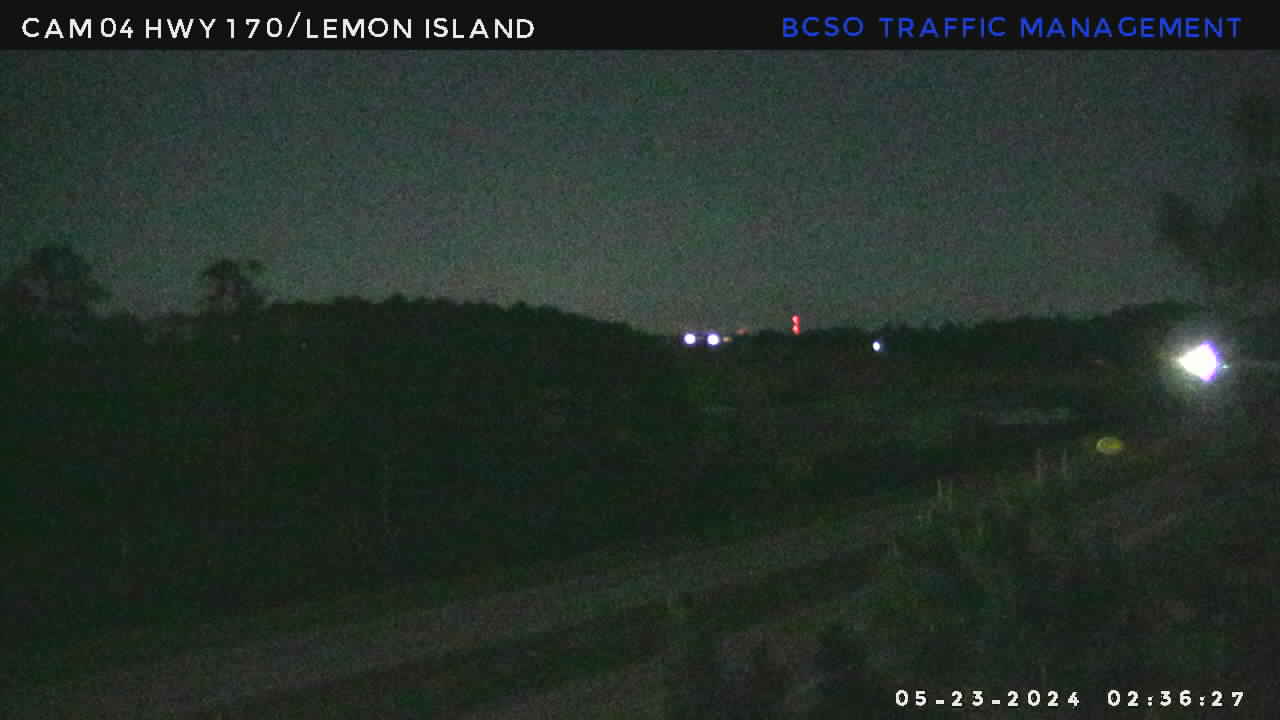 CAM04 HWY 170/LEMON ISLAND
BCSO TRAFFIC MANAGEMENT
05-23-2024 02:36:27